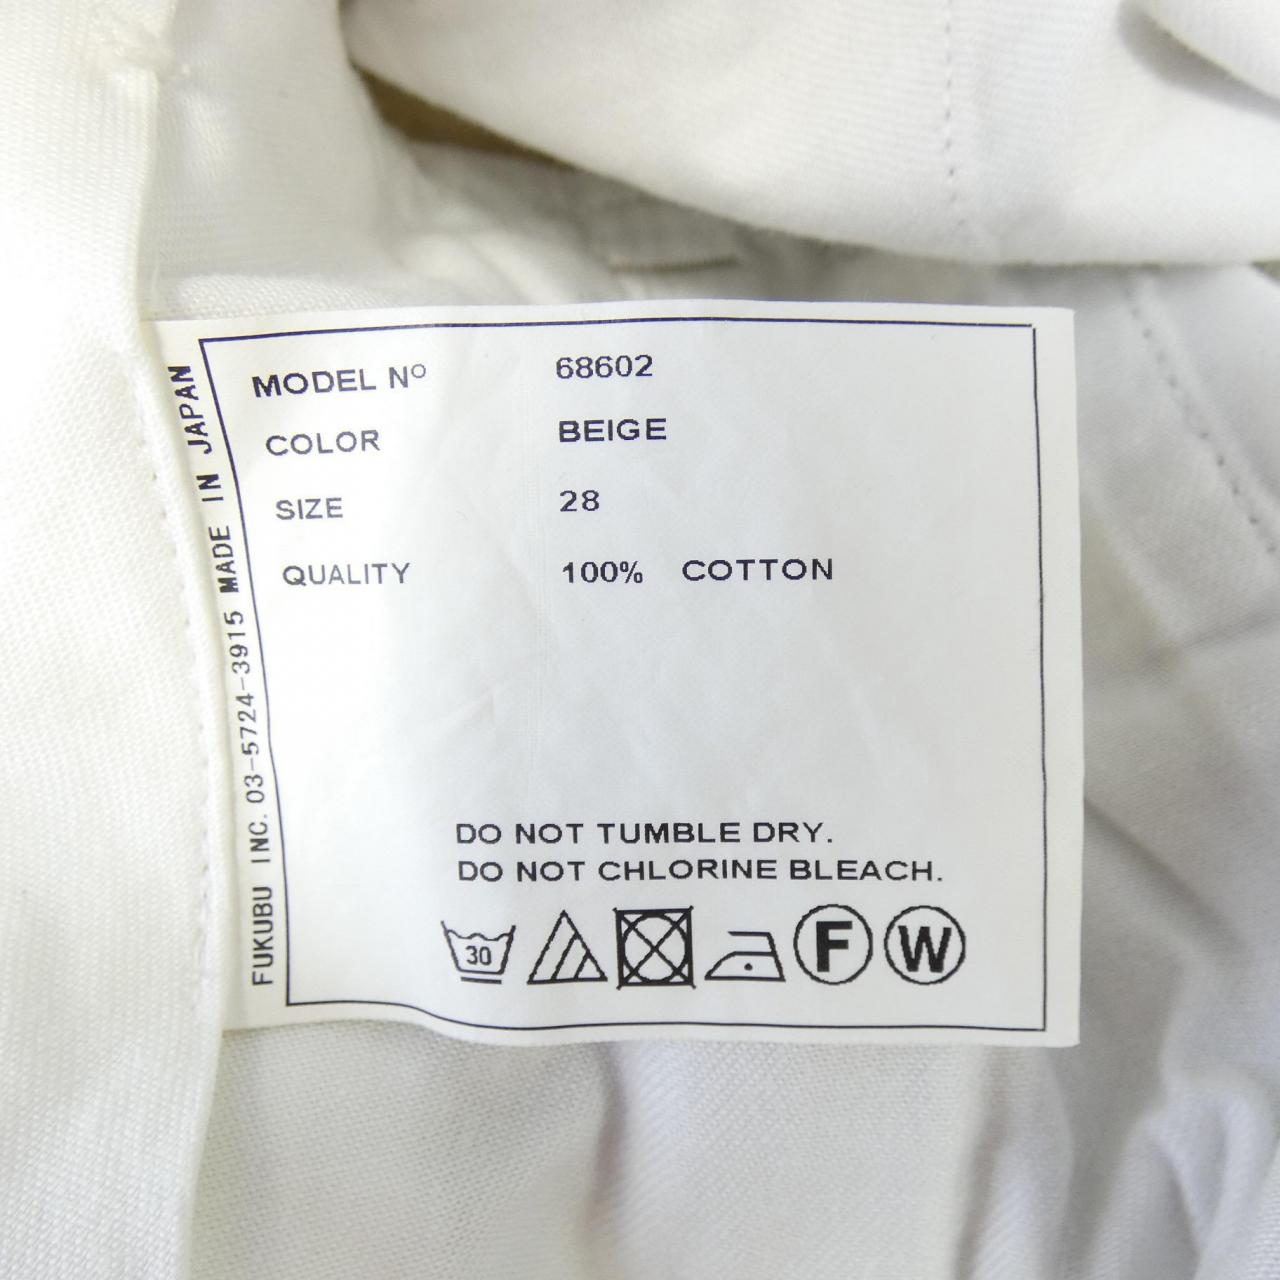 MODEL Nº 68602
COLOR BEIGE
SIZE 28
QUALITY 100% COTTON
DO NOT TUMBLE DRY.
DO NOT CHLORINE BLEACH.
30 F W
FUKUBU INC. 03-5724-3915 MADE IN JAPAN